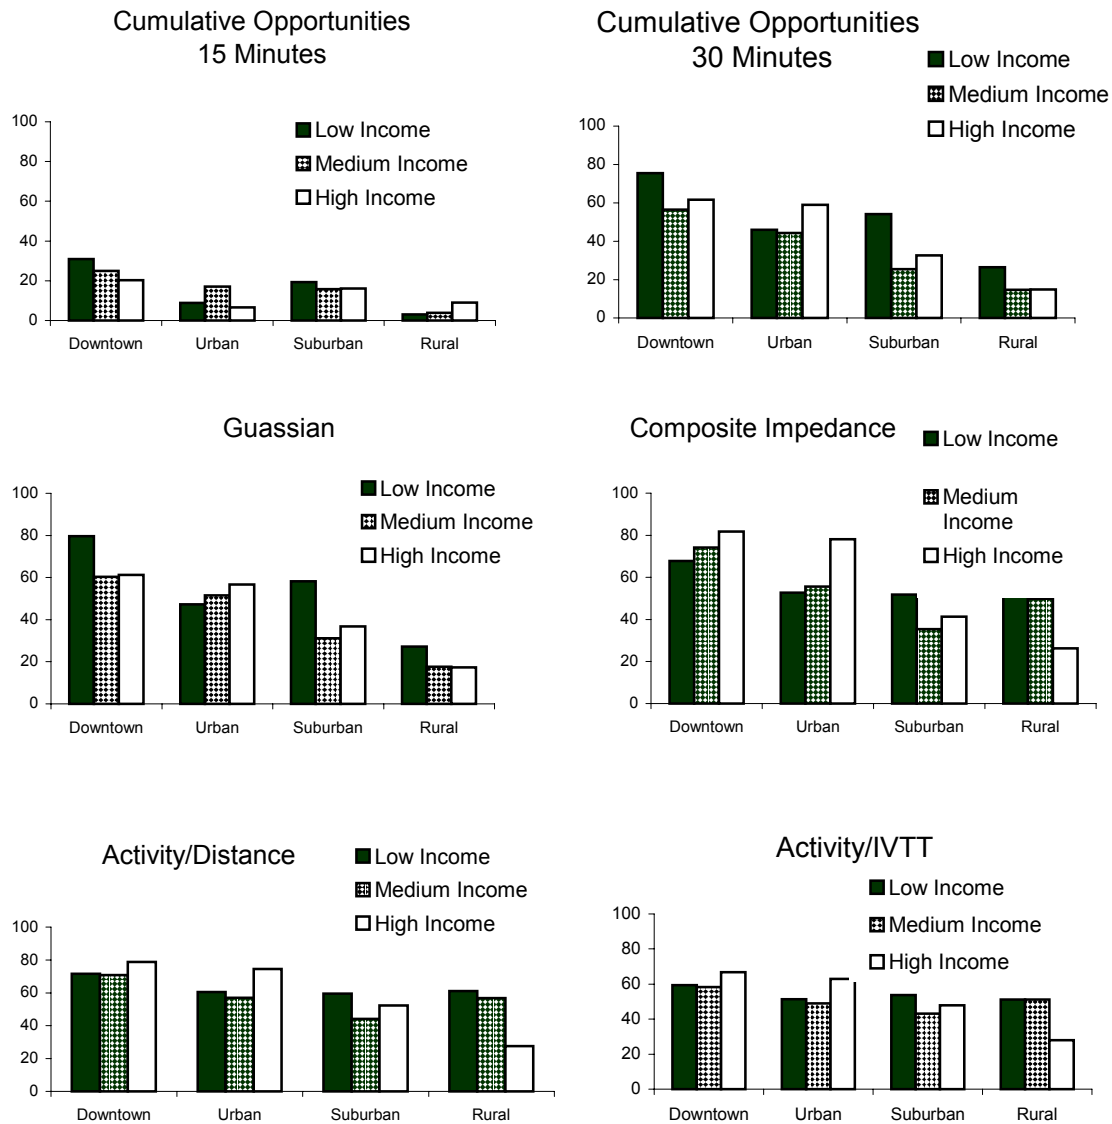 Cumulative Opportunities
15 Minutes
Low Income
Medium Income
High Income
100
80
60
40
20
0
Downtown Urban Suburban Rural
Cumulative Opportunities
30 Minutes
Low Income
Medium Income
High Income
100
80
60
40
20
0
Downtown Urban Suburban Rural
Guassian
Low Income
Medium Income
High Income
100
80
60
40
20
0
Downtown Urban Suburban Rural
Composite Impedance
Low Income
Medium
Income
High Income
100
80
60
40
20
0
Downtown Urban Suburban Rural
Activity/Distance
Low Income
Medium Income
High Income
100
80
60
40
20
0
Downtown Urban Suburban Rural
Activity/IVTT
Low Income
Medium Income
High Income
100
80
60
40
20
0
Downtown Urban Suburban Rural